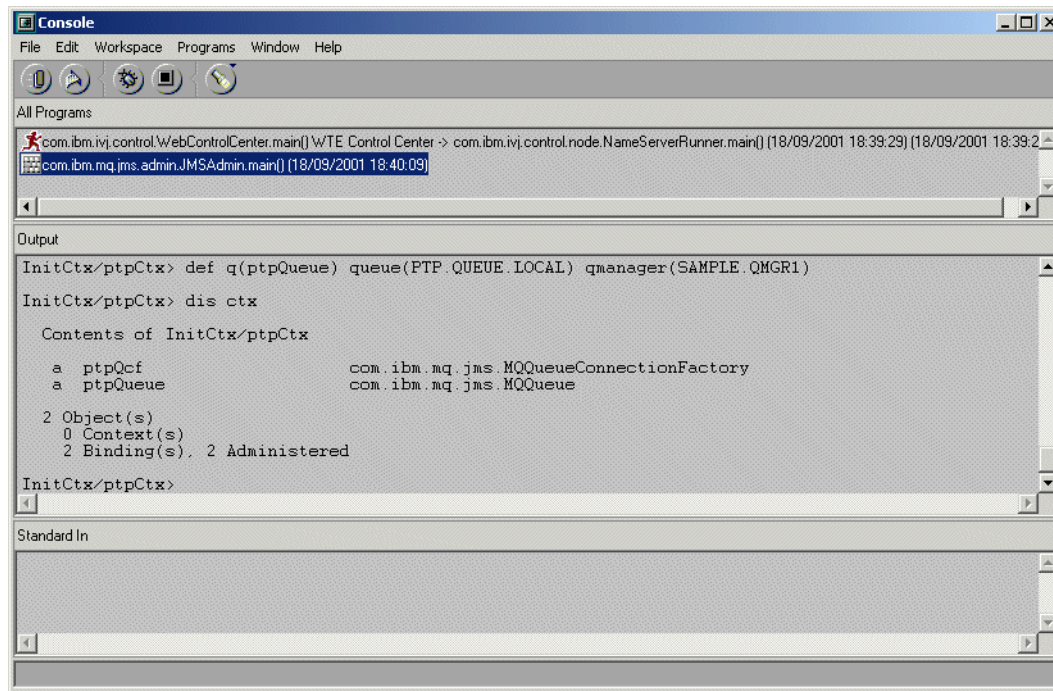 Console
File Edit Workspace Programs Window Help
All Programs
com.ibm.ivj.control.WebControlCenter.main() WTE Control Center -> com.ibm.ivj.control.node.NameServerRunner.main() (18/09/2001 18:39:29) (18/09/2001 18:39:2
com.ibm.mq.jms.admin.JMSAdmin.main() (18/09/2001 18:40:09)
Output
InitCtx/ptpCtx> def q(ptpQueue) queue(PTP.QUEUE.LOCAL) qmanager(SAMPLE.QMGR1)
InitCtx/ptpCtx> dis ctx
Contents of InitCtx/ptpCtx
a ptpQcf com.ibm.mq.jms.MQQueueConnectionFactory
a ptpQueue com.ibm.mq.jms.MQQueue
2 Object(s)
0 Context(s)
2 Binding(s), 2 Administered
InitCtx/ptpCtx>
Standard In